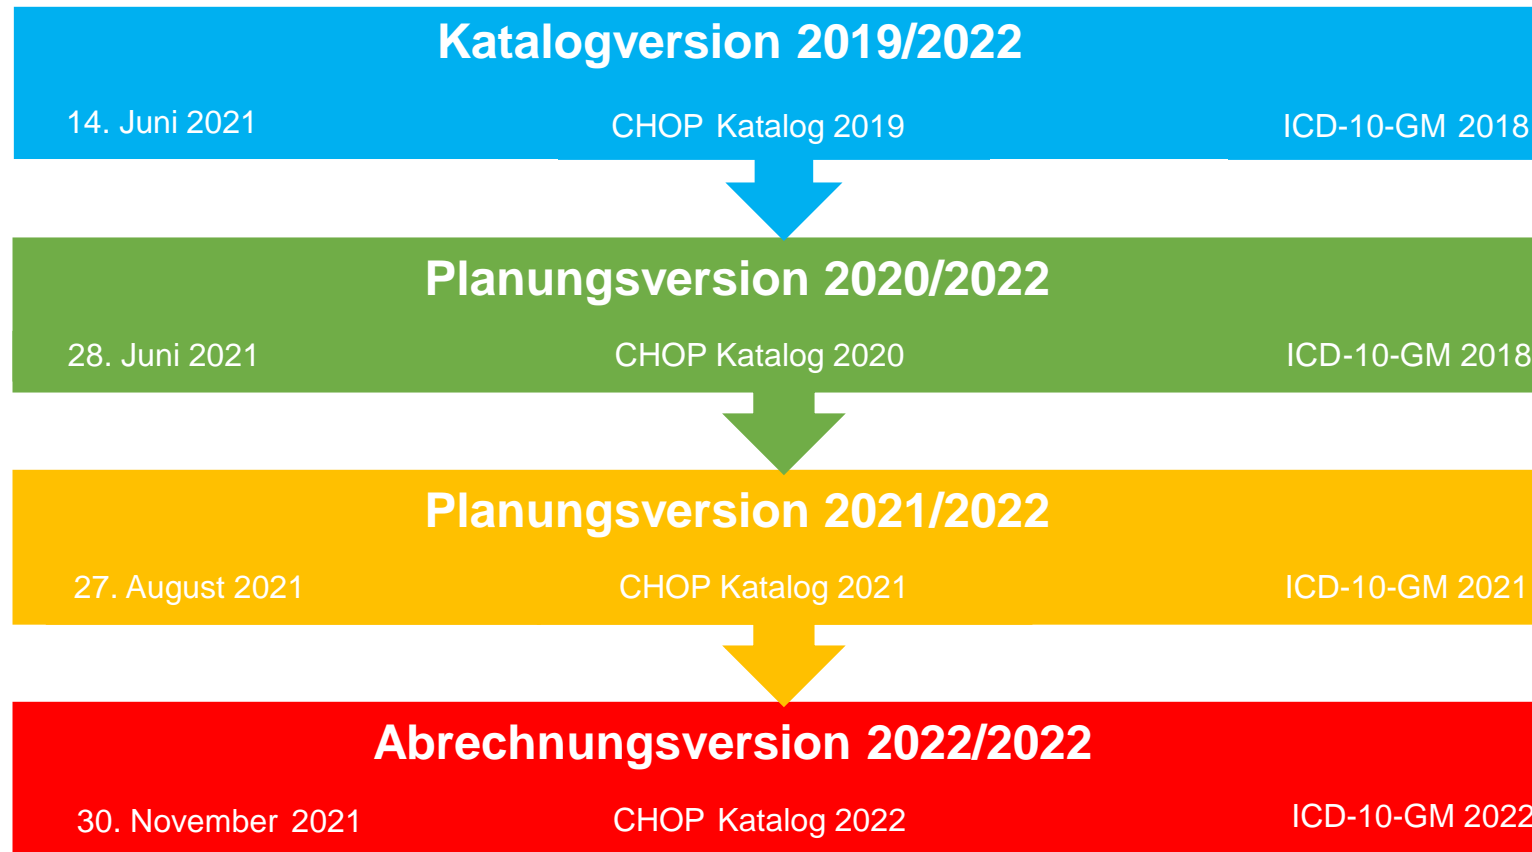 Katalogversion 2019/2022
14. Juni 2021 CHOP Katalog 2019 ICD-10-GM 2018
Planungsversion 2020/2022
28. Juni 2021 CHOP Katalog 2020 ICD-10-GM 2018
Planungsversion 2021/2022
27. August 2021 CHOP Katalog 2021 ICD-10-GM 2021
Abrechnungsversion 2022/2022
30. November 2021 CHOP Katalog 2022 ICD-10-GM 2022